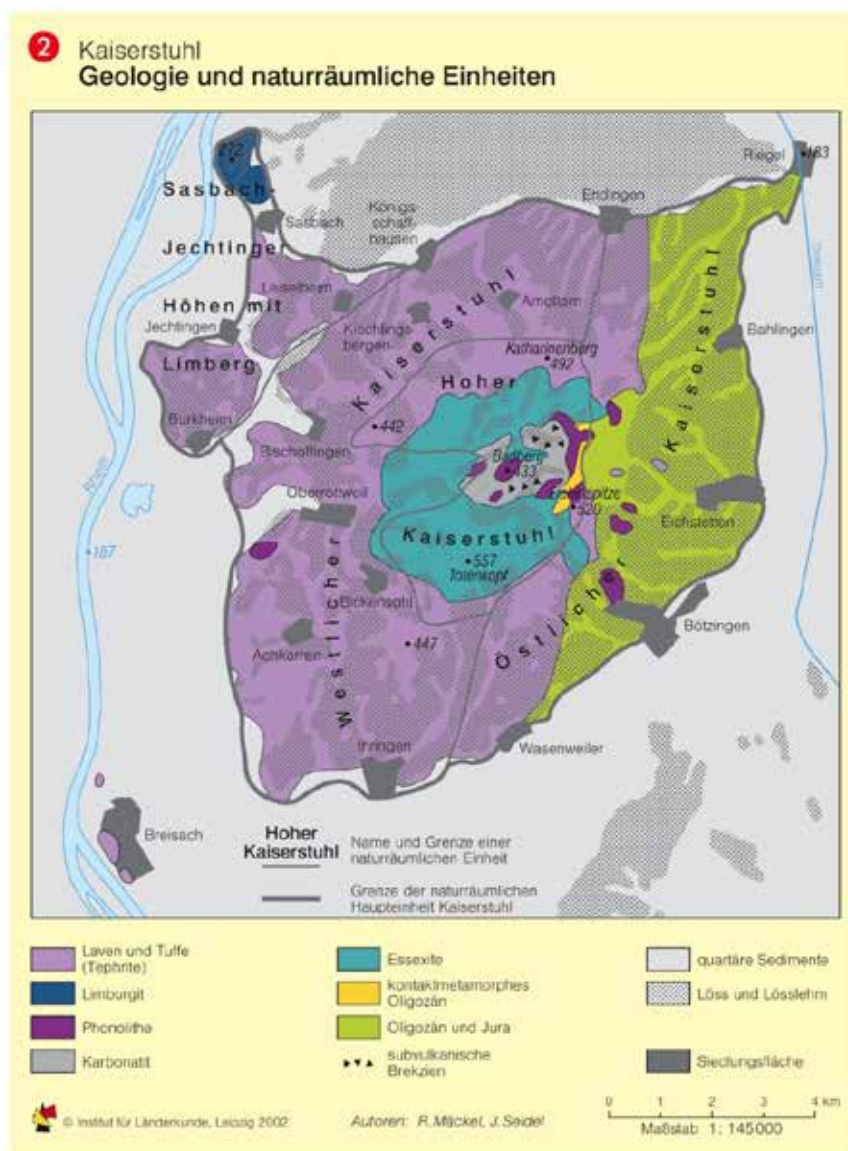 2
Kaiserstuhl
Geologie und naturräumliche Einheiten
272
Riegel
183
Sasbach-
Sasbach
Königs-
schaff-
hausen
Endingen
Jechtinger
Leiselheim
Höhen mit
Jechtingen
Kiechlings-
bergen
Amoltern
Bahlingen
Limberg
Kaiserstuhl
Katharinenberg
492
Hoher
Kaiserstuhl
Burkheim
442
Bischoffingen
Badberg
433
Oberrottweil
520
Eichstetten
Rhein
187
Kaiserstuhl
557
Totenkopf
Westlicher
Bickensohl
Östlicher
Bötzingen
Achkarren
447
Ihringen
Wasenweiler
Breisach
Hoher
Kaiserstuhl
Name und Grenze einer
naturräumlichen Einheit
Grenze der naturräumlichen
Haupteinheit Kaiserstuhl
Laven und Tuffe
(Tephrite)
Limburgit
Phonolithe
Karbonatit
Essexite
kontaktmetamorphes
Oligozän
Oligozän und Jura
subvulkanische
Brekzien
quartäre Sedimente
Löss und Lösslehm
Siedlungsfläche
0 1 2 3 4 km
Maßstab 1: 145000
© Institut für Länderkunde, Leipzig 2002
Autoren: R.Mäckel, J.Seidel